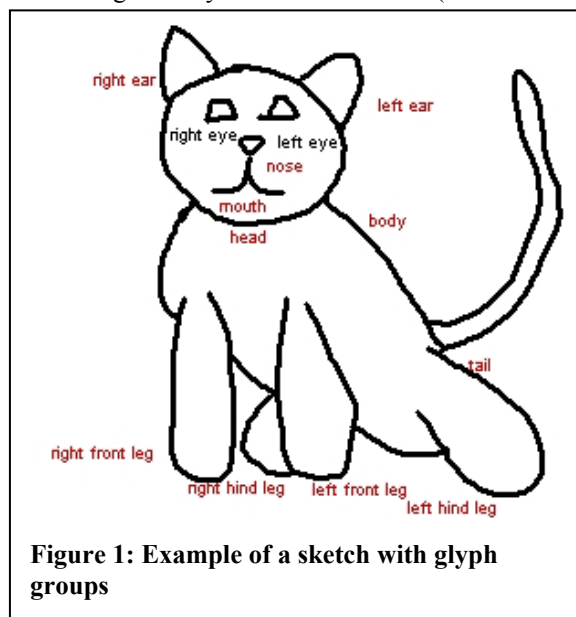 right ear
left ear
right eye left eye
nose
mouth
head
body
tail
right front leg
right hind leg left front leg
left hind leg
Figure 1: Example of a sketch with glyph
groups